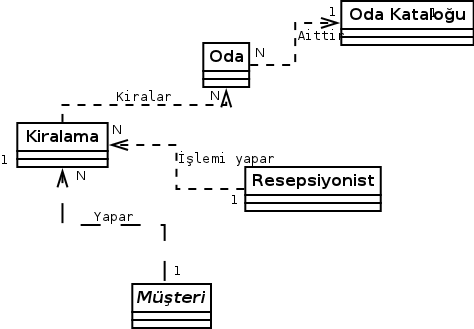 1
Oda Kataloğu
Aittir
Oda
N
Kiralar
N
Kiralama
N
1
İşlemi yapar
N
Resepsiyonist
1
Yapar
1
Müşteri